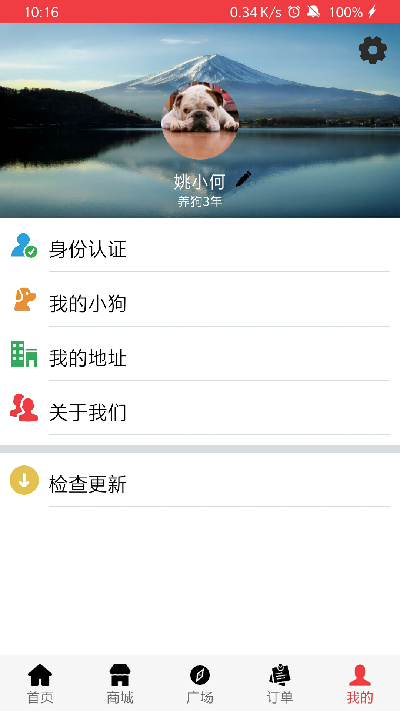 10:16 0.34 K/s 100%
姚小何
养狗3年
身份认证
我的小狗
我的地址
关于我们
检查更新
首页 商城 广场 订单 我的